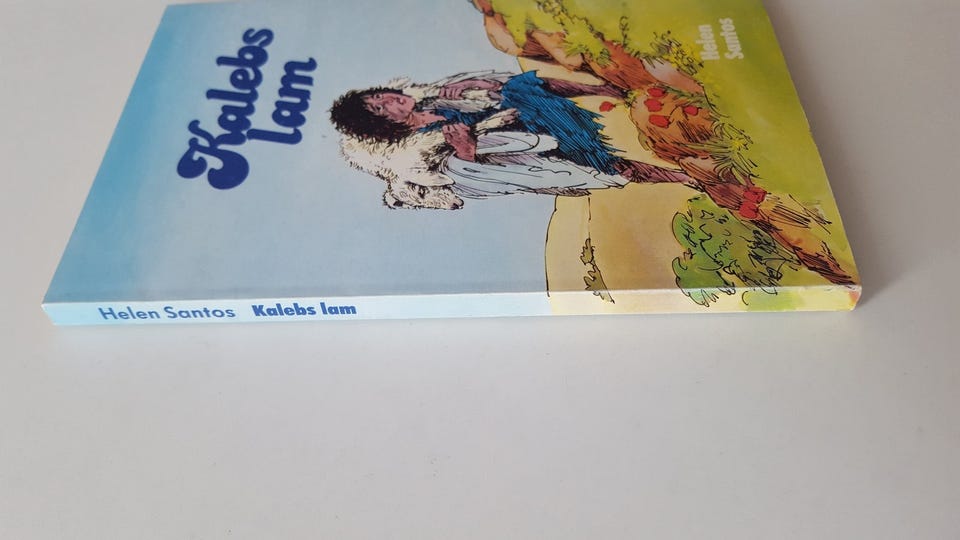 Kalebs
lam
Helen
Santos
Helen Santos Kalebs lam